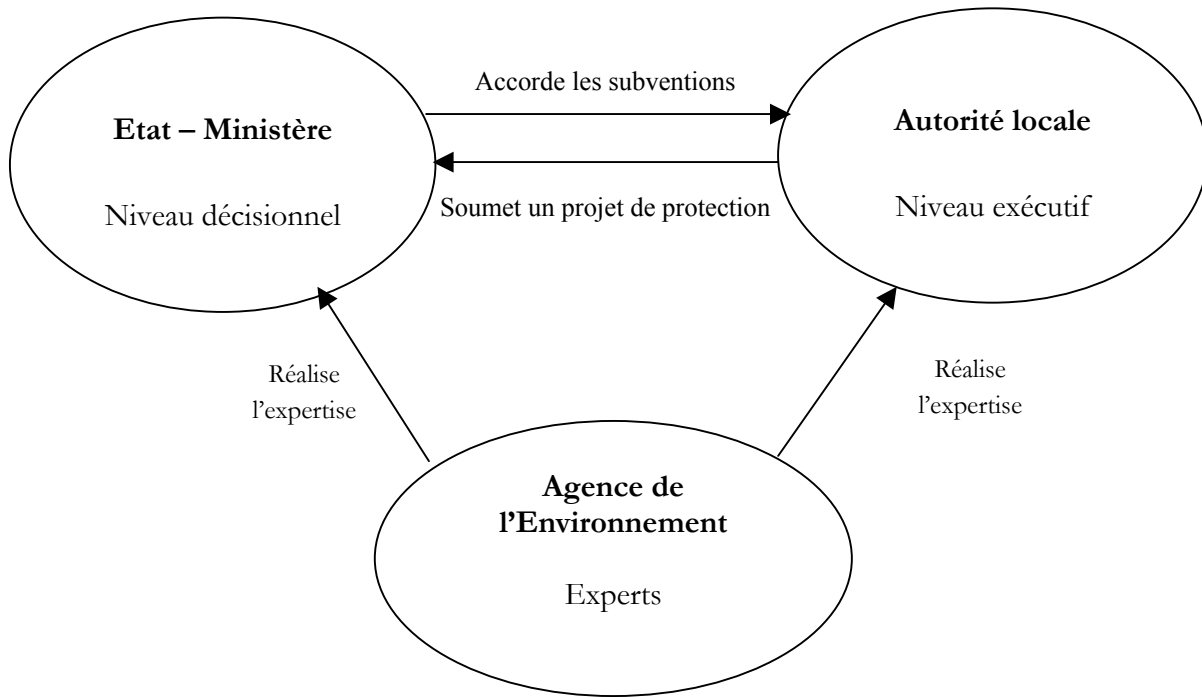 Accorde les subventions
Etat – Ministère
Niveau décisionnel
Autorité locale
Niveau exécutif
Soumet un projet de protection
Réalise
l’expertise
Réalise
l’expertise
Agence de
l’Environnement
Experts